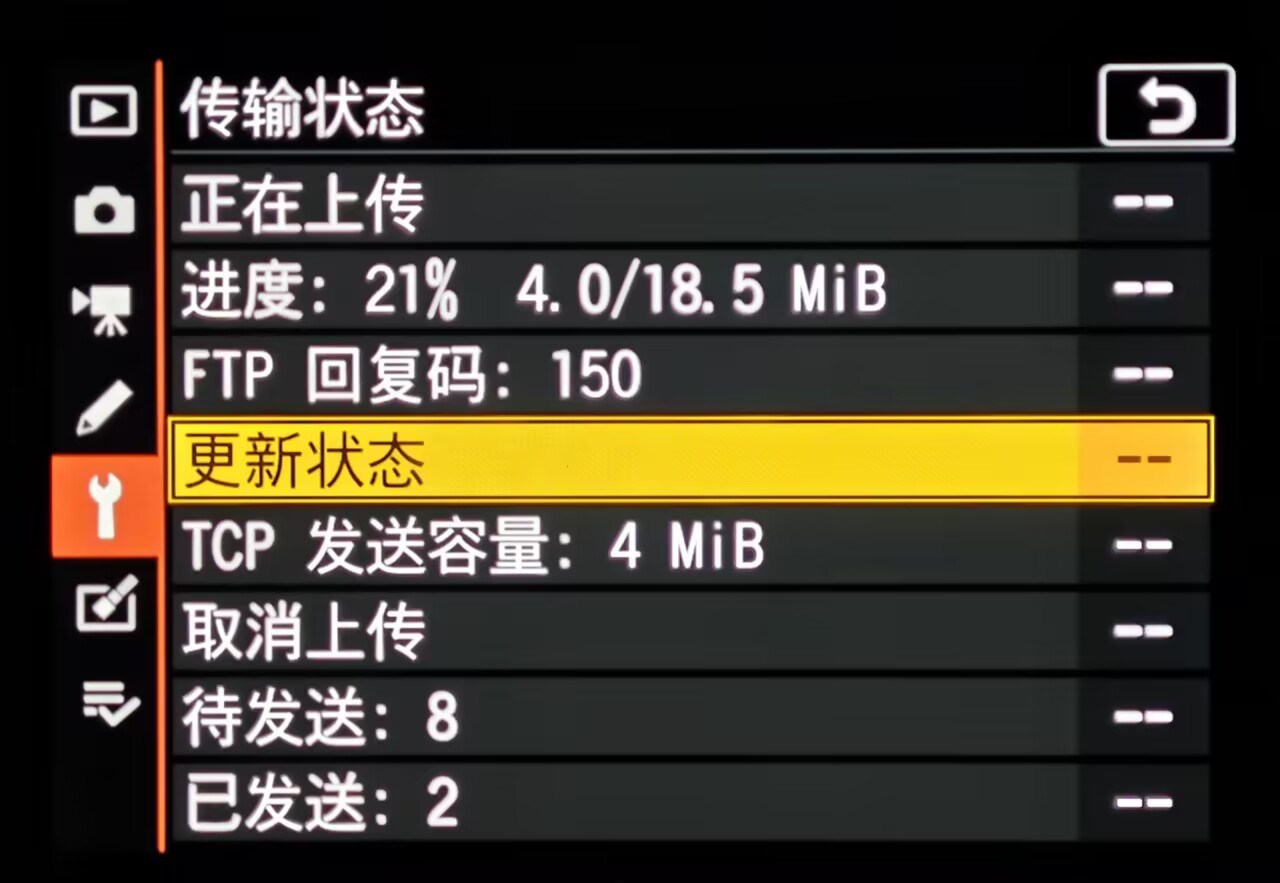 传输状态
正在上传 --
进度: 21% 4.0/18.5 MiB --
FTP 回复码: 150 --
更新状态 --
TCP 发送容量: 4 MiB --
取消上传 --
待发送: 8 --
已发送: 2 --